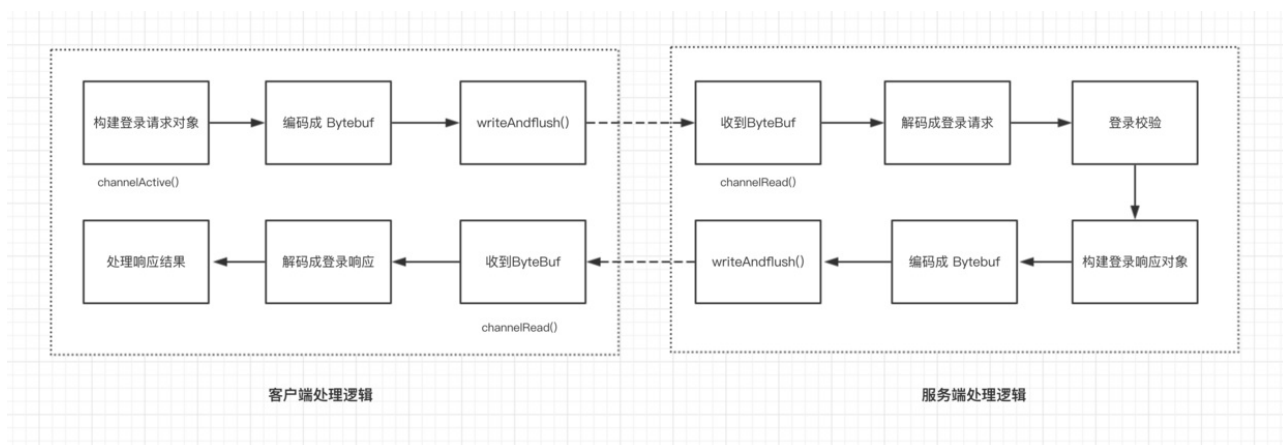 构建登录请求对象
编码成 Bytebuf
writeAndflush()
收到ByteBuf
解码成登录请求
登录校验
channelActive()
channelRead()
处理响应结果
解码成登录响应
收到ByteBuf
writeAndflush()
编码成 Bytebuf
构建登录响应对象
channelRead()
客户端处理逻辑
服务端处理逻辑